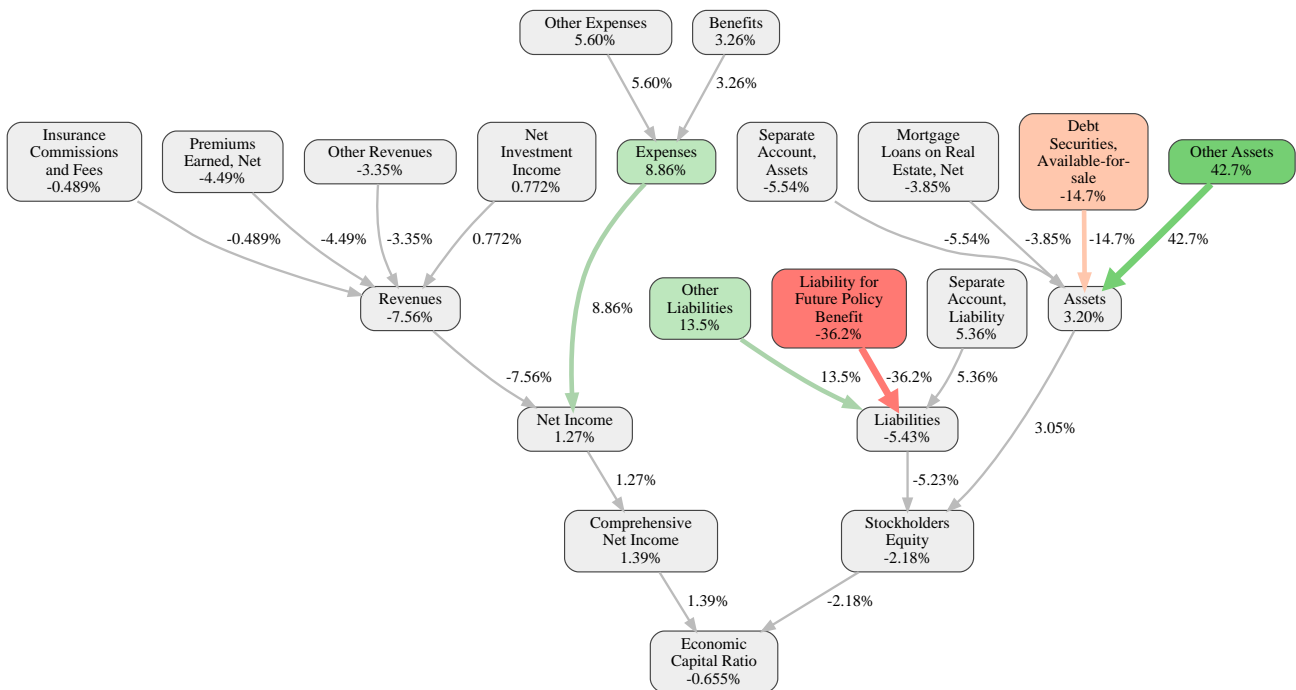 Other Expenses
5.60%
Benefits
3.26%
5.60%
3.26%
Insurance
Commissions
and Fees
-0.489%
Premiums
Earned, Net
-4.49%
Other Revenues
-3.35%
Net
Investment
Income
0.772%
Expenses
8.86%
Separate
Account,
Assets
-5.54%
Mortgage
Loans on Real
Estate, Net
-3.85%
Debt
Securities,
Available-for-
sale
-14.7%
Other Assets
42.7%
-0.489%
-4.49%
-3.35%
0.772%
-5.54%
-3.85%
-14.7%
42.7%
Revenues
-7.56%
8.86%
Other
Liabilities
13.5%
Liability for
Future Policy
Benefit
-36.2%
Separate
Account,
Liability
5.36%
Assets
3.20%
-7.56%
13.5%
-36.2%
5.36%
Net Income
1.27%
Liabilities
-5.43%
3.05%
1.27%
-5.23%
Comprehensive
Net Income
1.39%
Stockholders
Equity
-2.18%
1.39%
-2.18%
Economic
Capital Ratio
-0.655%